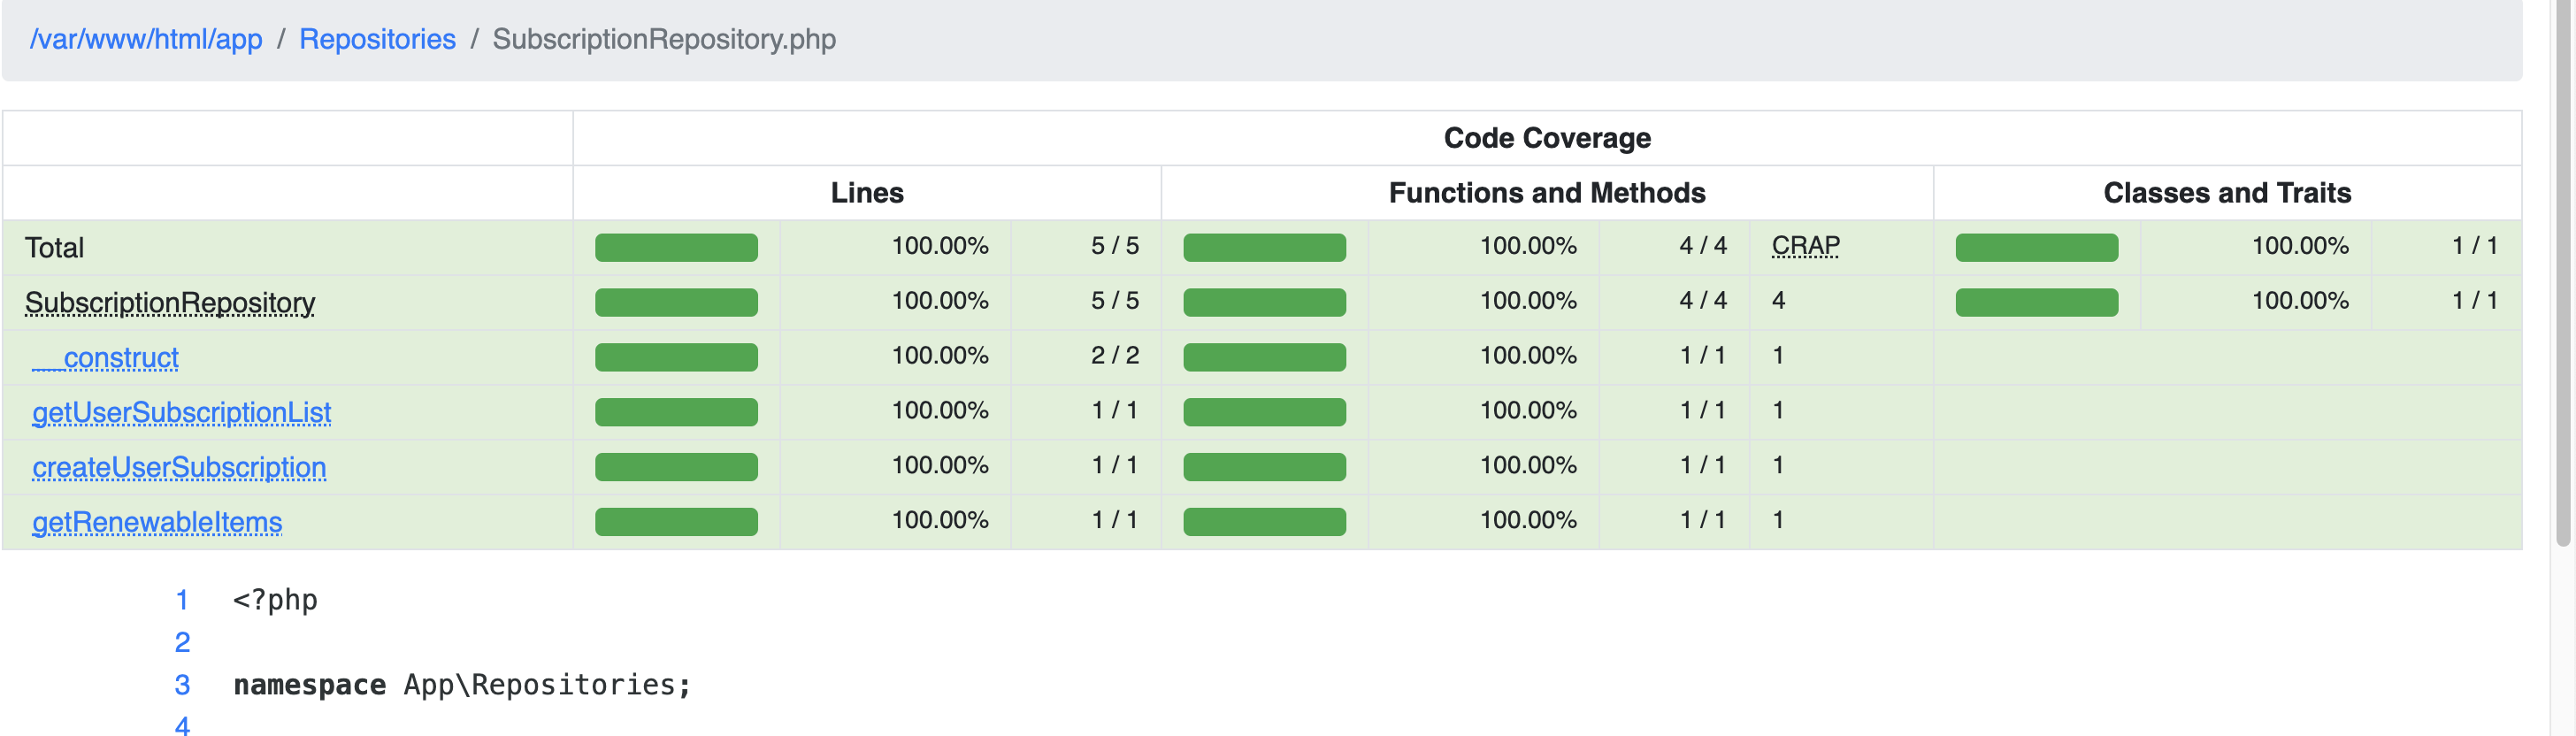 /var/www/html/app / Repositories / SubscriptionRepository.php
Code Coverage
Lines Functions and Methods Classes and Traits
Total 100.00% 5 / 5 100.00% 4 / 4 CRAP 100.00% 1 / 1
SubscriptionRepository 100.00% 5 / 5 100.00% 4 / 4 4 100.00% 1 / 1
__construct 100.00% 2 / 2 100.00% 1 / 1 1
getUserSubscriptionList 100.00% 1 / 1 100.00% 1 / 1 1
createUserSubscription 100.00% 1 / 1 100.00% 1 / 1 1
getRenewableItems 100.00% 1 / 1 100.00% 1 / 1 1
1 <?php
2
3 namespace App\Repositories;
4